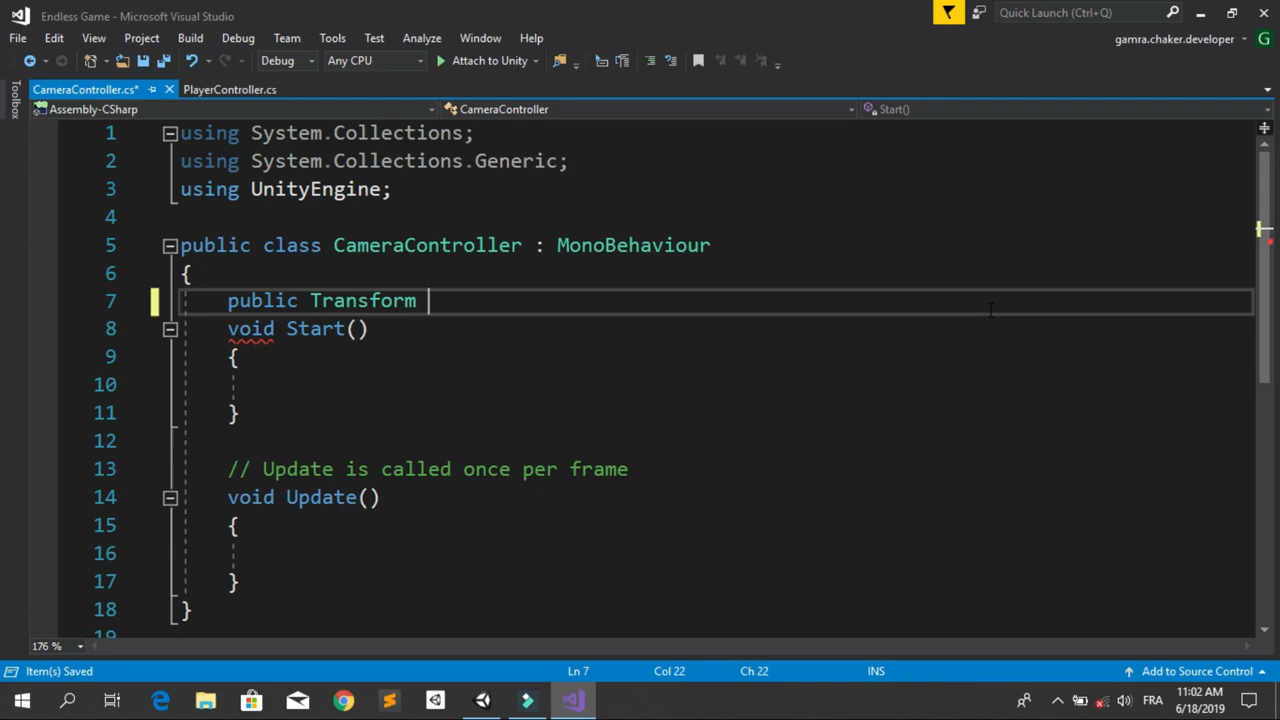 Endless Game - Microsoft Visual Studio
Quick Launch (Ctrl+Q)
File Edit View Project Build Debug Team Tools Test Analyze Window Help
gamra.chaker.developer G
Debug Any CPU Attach to Unity
CameraController.cs* PlayerController.cs
Toolbox
Assembly-CSharp CameraController Start()
1 using System.Collections;
2 using System.Collections.Generic;
3 using UnityEngine;
4
5 public class CameraController : MonoBehaviour
6 {
7 public Transform
8 void Start()
9 {
10
11 }
12
13 // Update is called once per frame
14 void Update()
15 {
16
17 }
18 }
19
176 %
Item(s) Saved Ln 7 Col 22 Ch 22 INS Add to Source Control
FRA 11:02 AM
6/18/2019